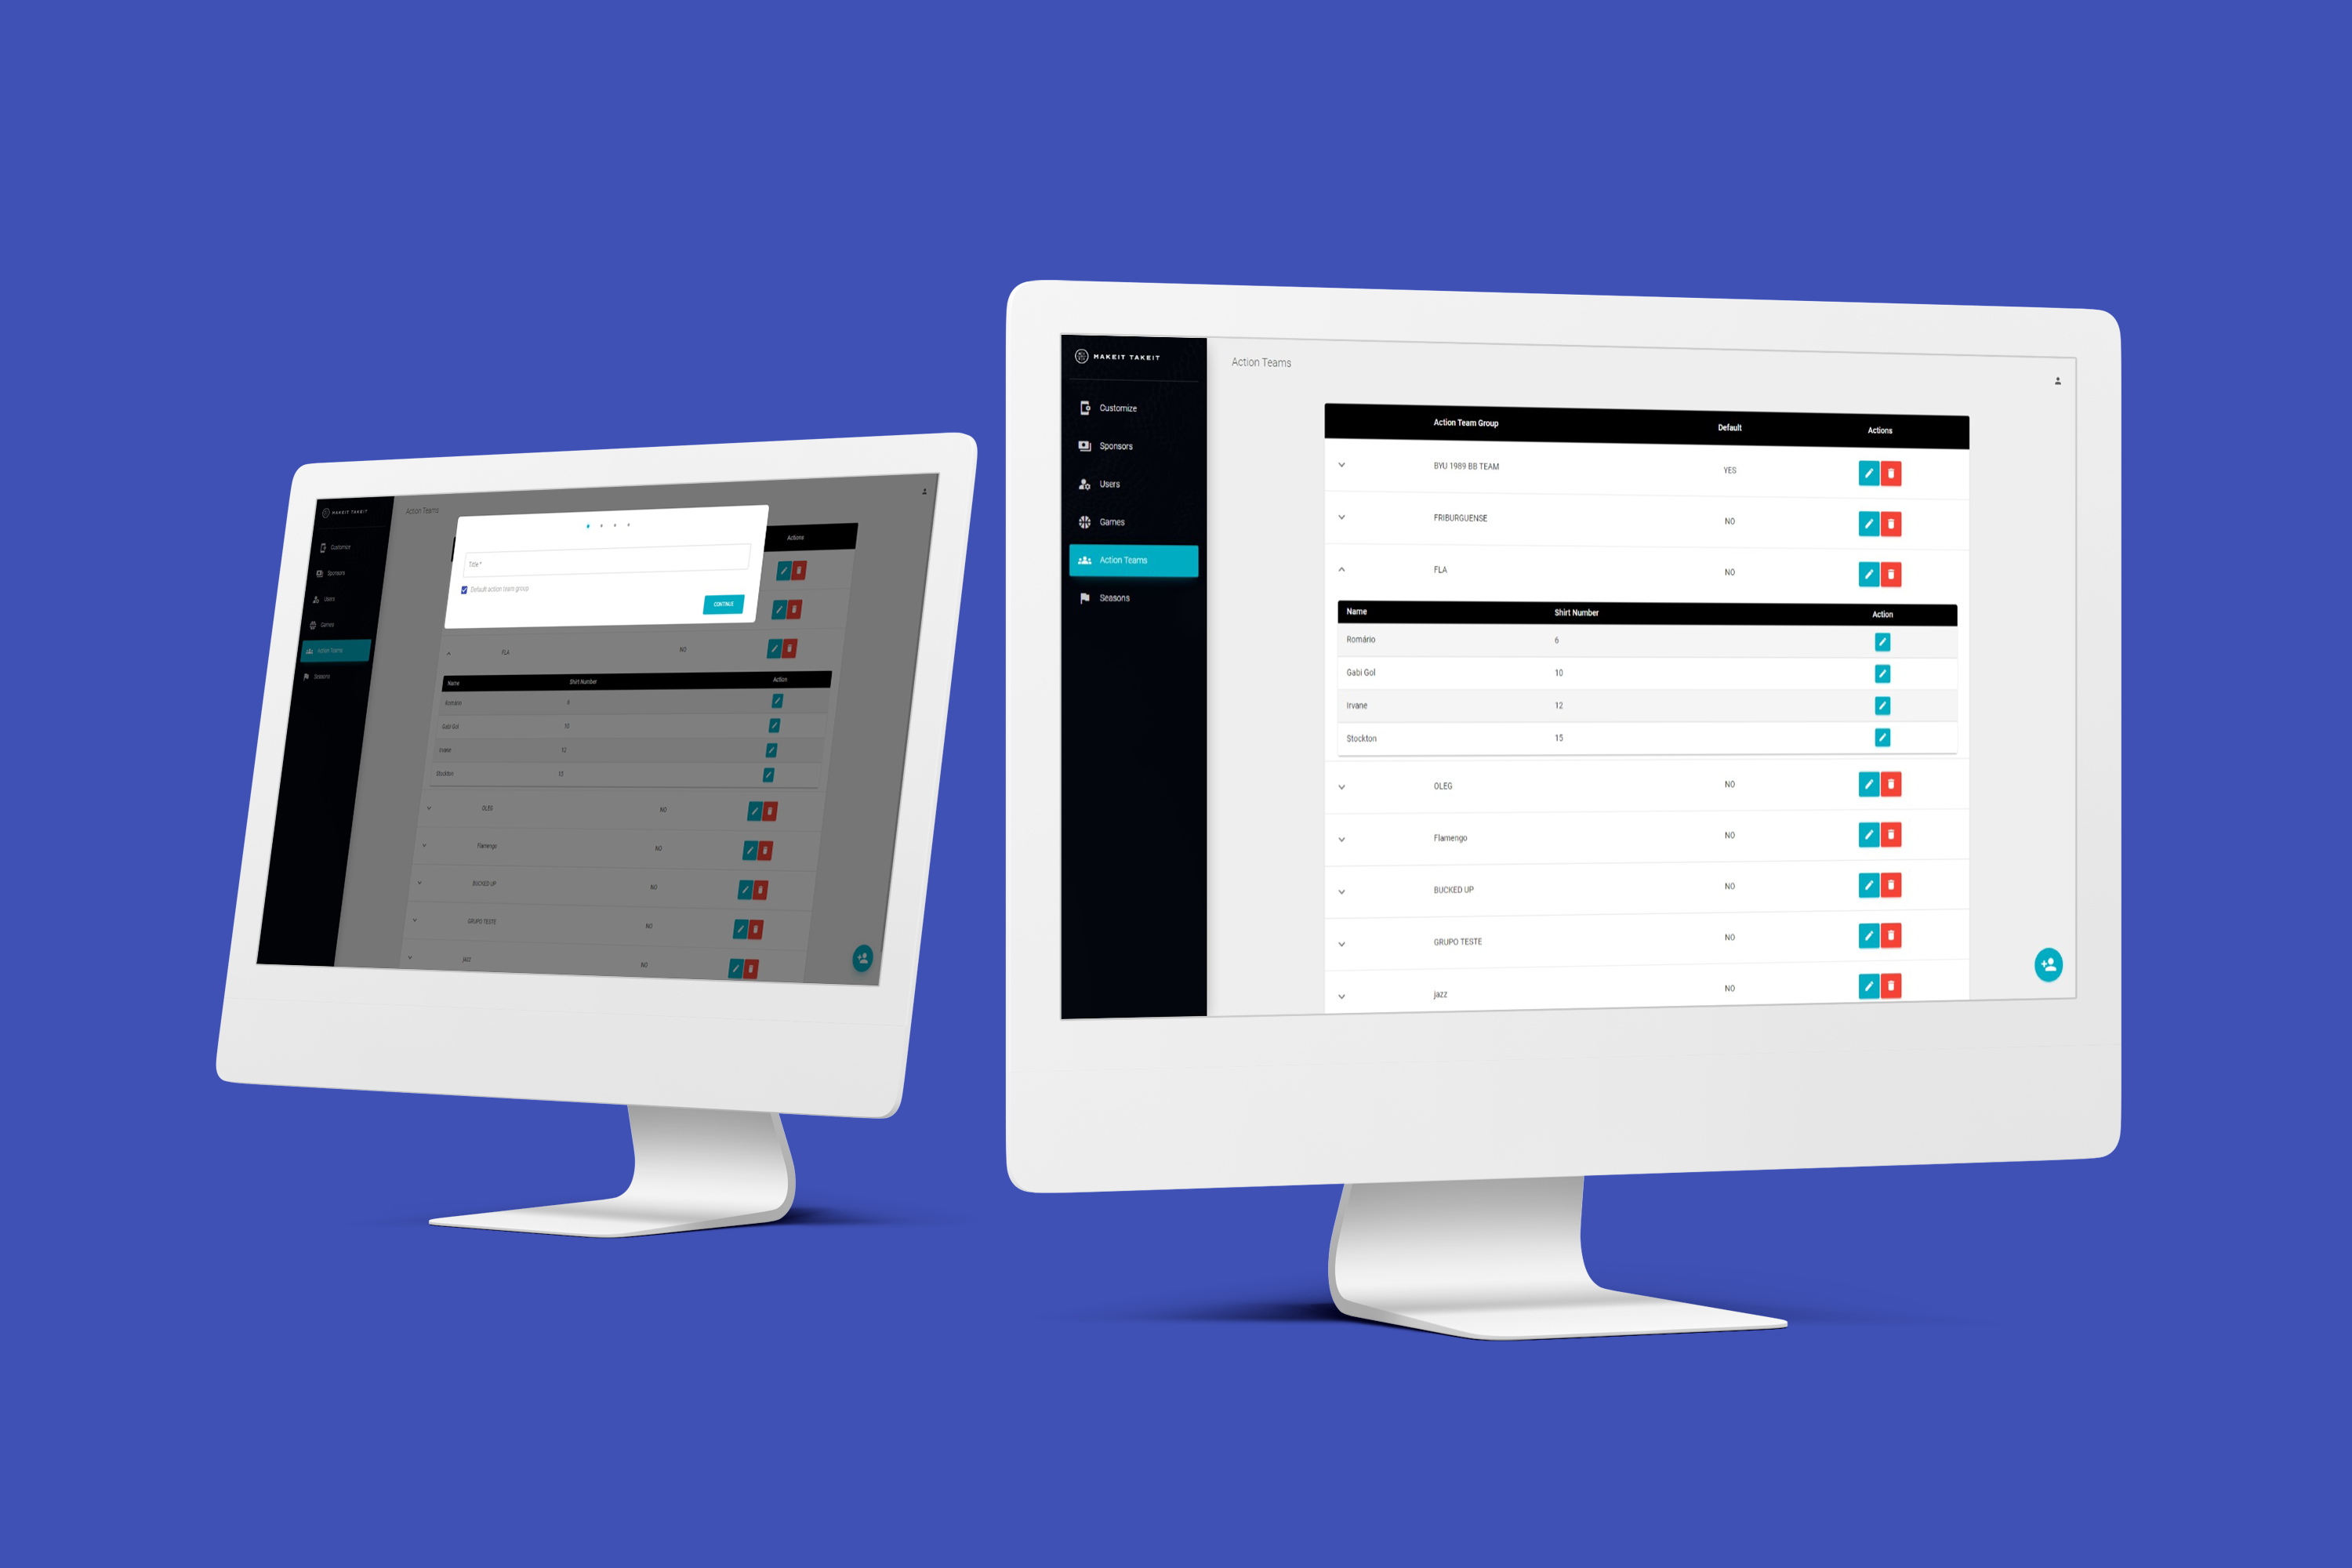 MAKEIT TAKEIT
Action Teams
Customize
Sponsors
Users
Games
Action Teams
Seasons
Actions
Title *
Default action team group
CONTINUE
FLA NO
Name Shirt Number Action
Romário 6
Gabi Gol 10
Irvane 12
Stockton 15
OLEG NO
Flamengo NO
BUCKED UP NO
GRUPO TESTE NO
jazz NO
MAKEIT TAKEIT
Action Teams
Customize
Sponsors
Users
Games
Action Teams
Seasons
Action Team Group Default Actions
BYU 1989 BB TEAM YES
FRIBURGUENSE NO
FLA NO
Name Shirt Number Action
Romário 6
Gabi Gol 10
Irvane 12
Stockton 15
OLEG NO
Flamengo NO
BUCKED UP NO
GRUPO TESTE NO
jazz NO